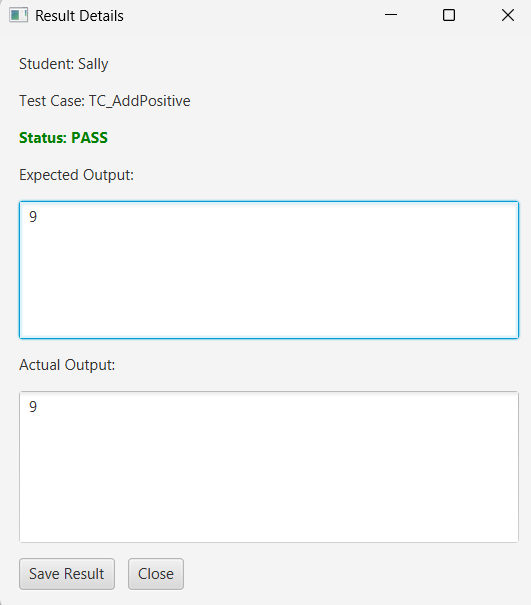 Result Details
Student: Sally
Test Case: TC_AddPositive
Status: PASS
Expected Output:
9
Actual Output:
9
Save Result Close